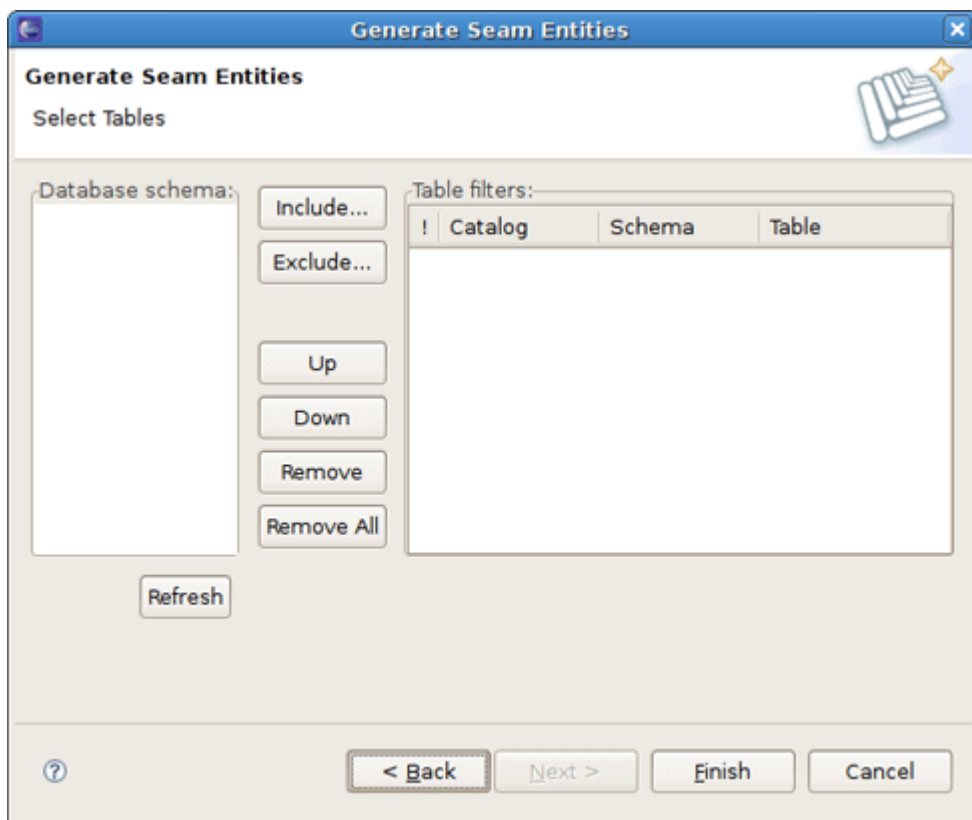 Generate Seam Entities
Generate Seam Entities
Select Tables
Database schema:
Include...
Exclude...
Up
Down
Remove
Remove All
Refresh
Table filters:
! Catalog Schema Table
< Back Next > Finish Cancel